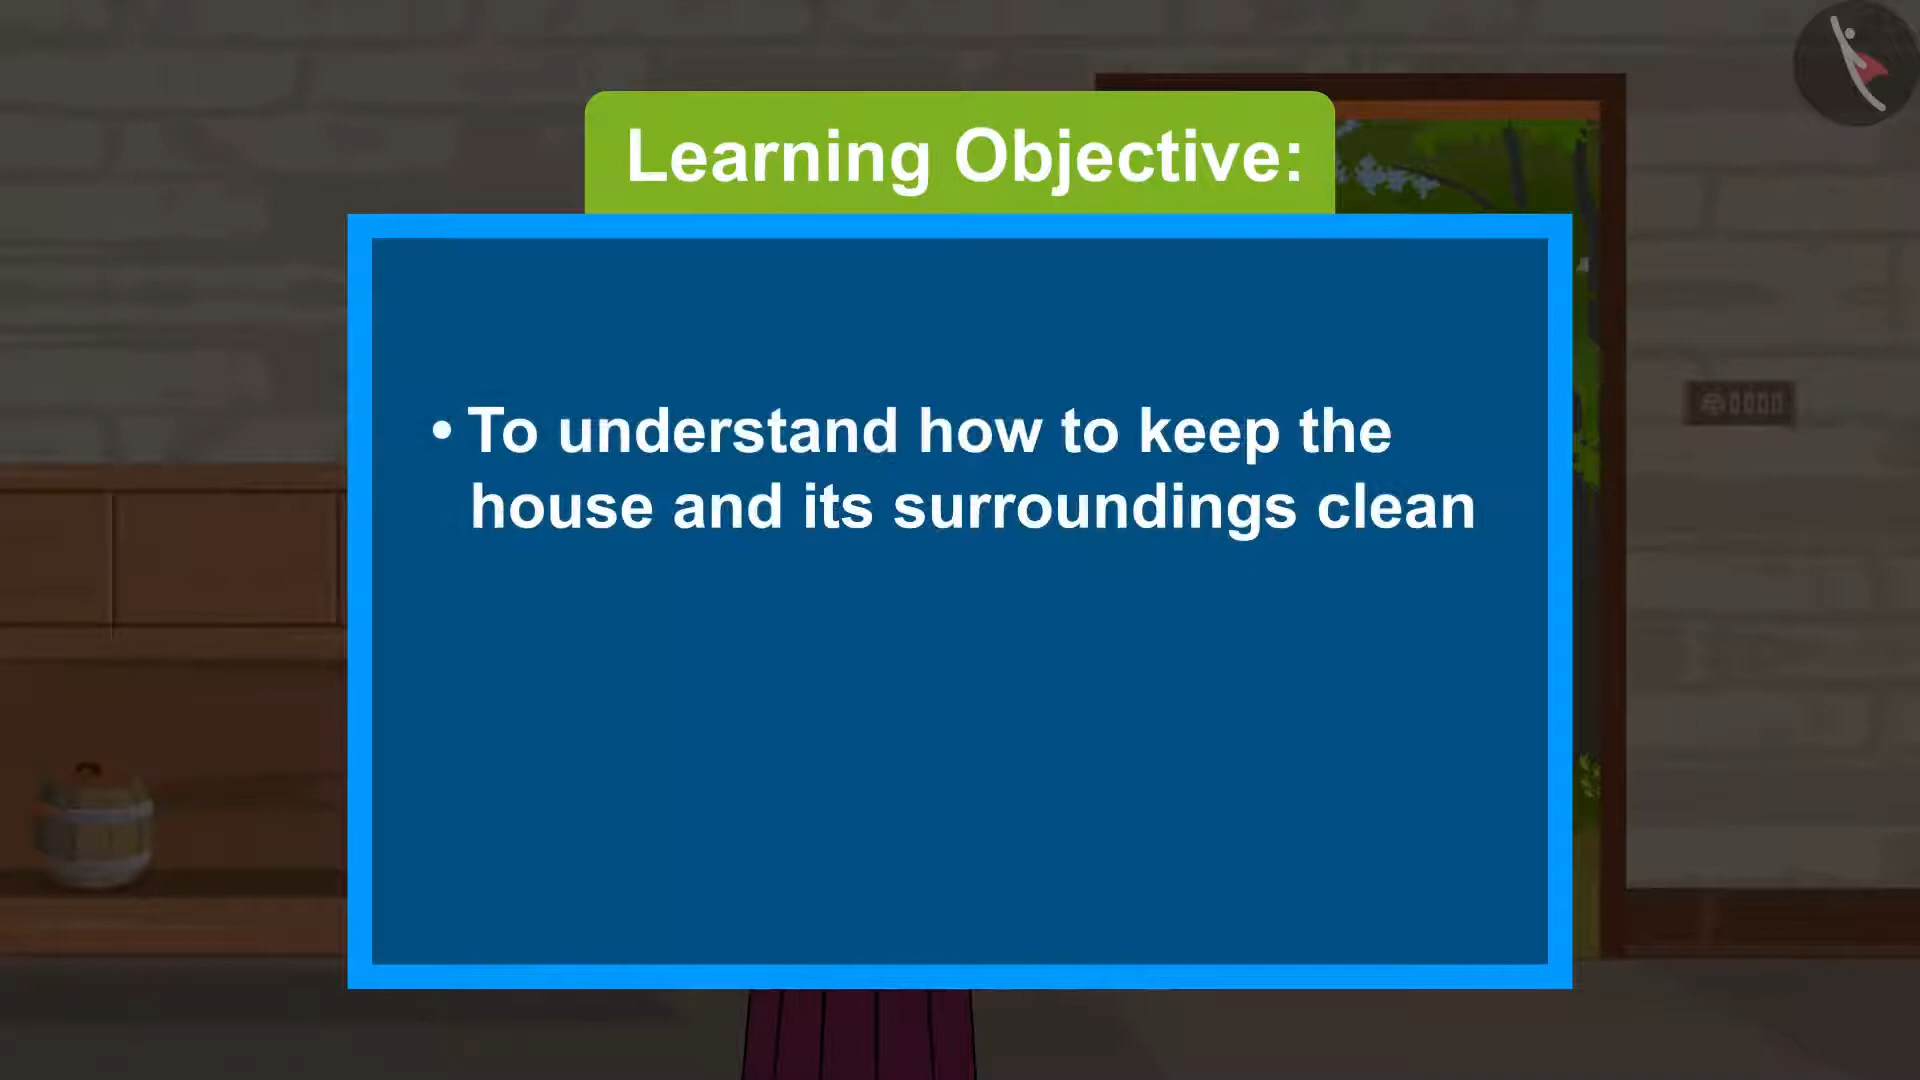 Learning Objective:
• To understand how to keep the
house and its surroundings clean